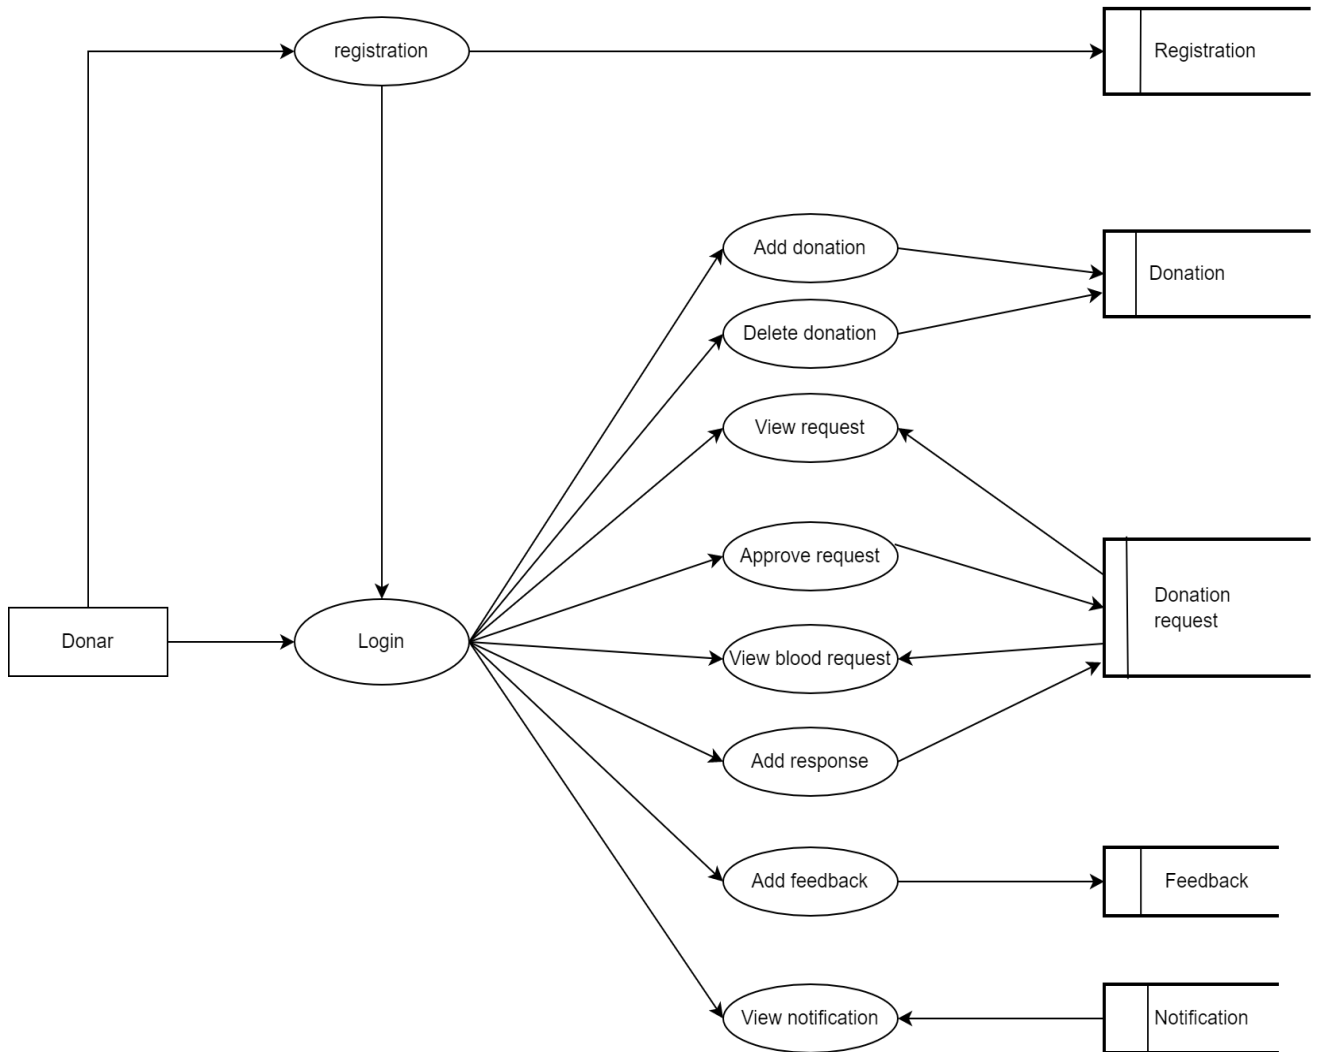 registration
Registration
Add donation
Donation
Delete donation
View request
Approve request
Donation
request
Donar
Login
View blood request
Add response
Add feedback
Feedback
View notification
Notification